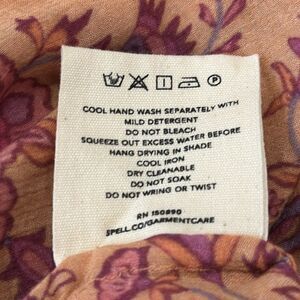 P
COOL HAND WASH SEPARATELY WITH
MILD DETERGENT
DO NOT BLEACH
SQUEEZE OUT EXCESS WATER BEFORE
HANG DRYING IN SHADE
COOL IRON
DRY CLEANABLE
DO NOT SOAK
DO NOT WRING OR TWIST
RN 150890
SPELL.CO/GARMENTCARE